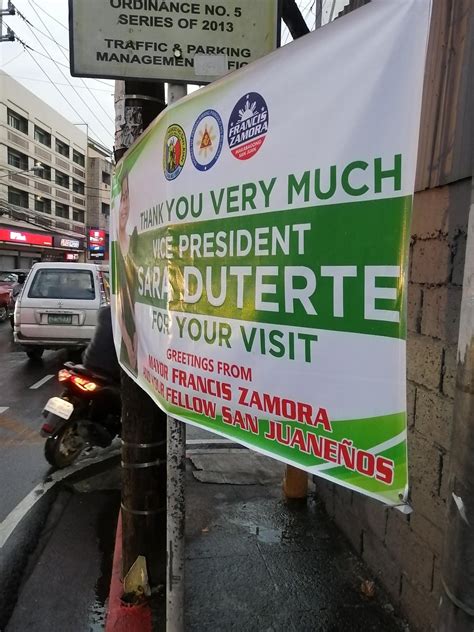 ORDINANCE NO. 5
SERIES OF 2013
TRAFFIC & PARKING
MANAGEMENT
FRANCIS
ZAMORA
THANK YOU VERY MUCH
VICE PRESIDENT
SARA DUTERTE
FOR YOUR VISIT
GREETINGS FROM
MAYOR FRANCIS ZAMORA
AND YOUR FELLOW SAN JUANEÑOS